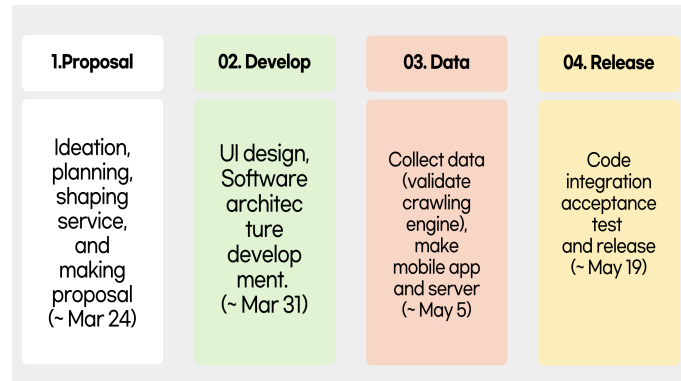 1.Proposal
02. Develop
03. Data
04. Release
Ideation,
planning,
shaping
service,
and
making
proposal
(~ Mar 24)
UI design,
Software
architec
ture
develop
ment.
(~ Mar 31)
Collect data
(validate
crawling
engine),
make
mobile app
and server
(~ May 5)
Code
integration
acceptance
test
and release
(~ May 19)